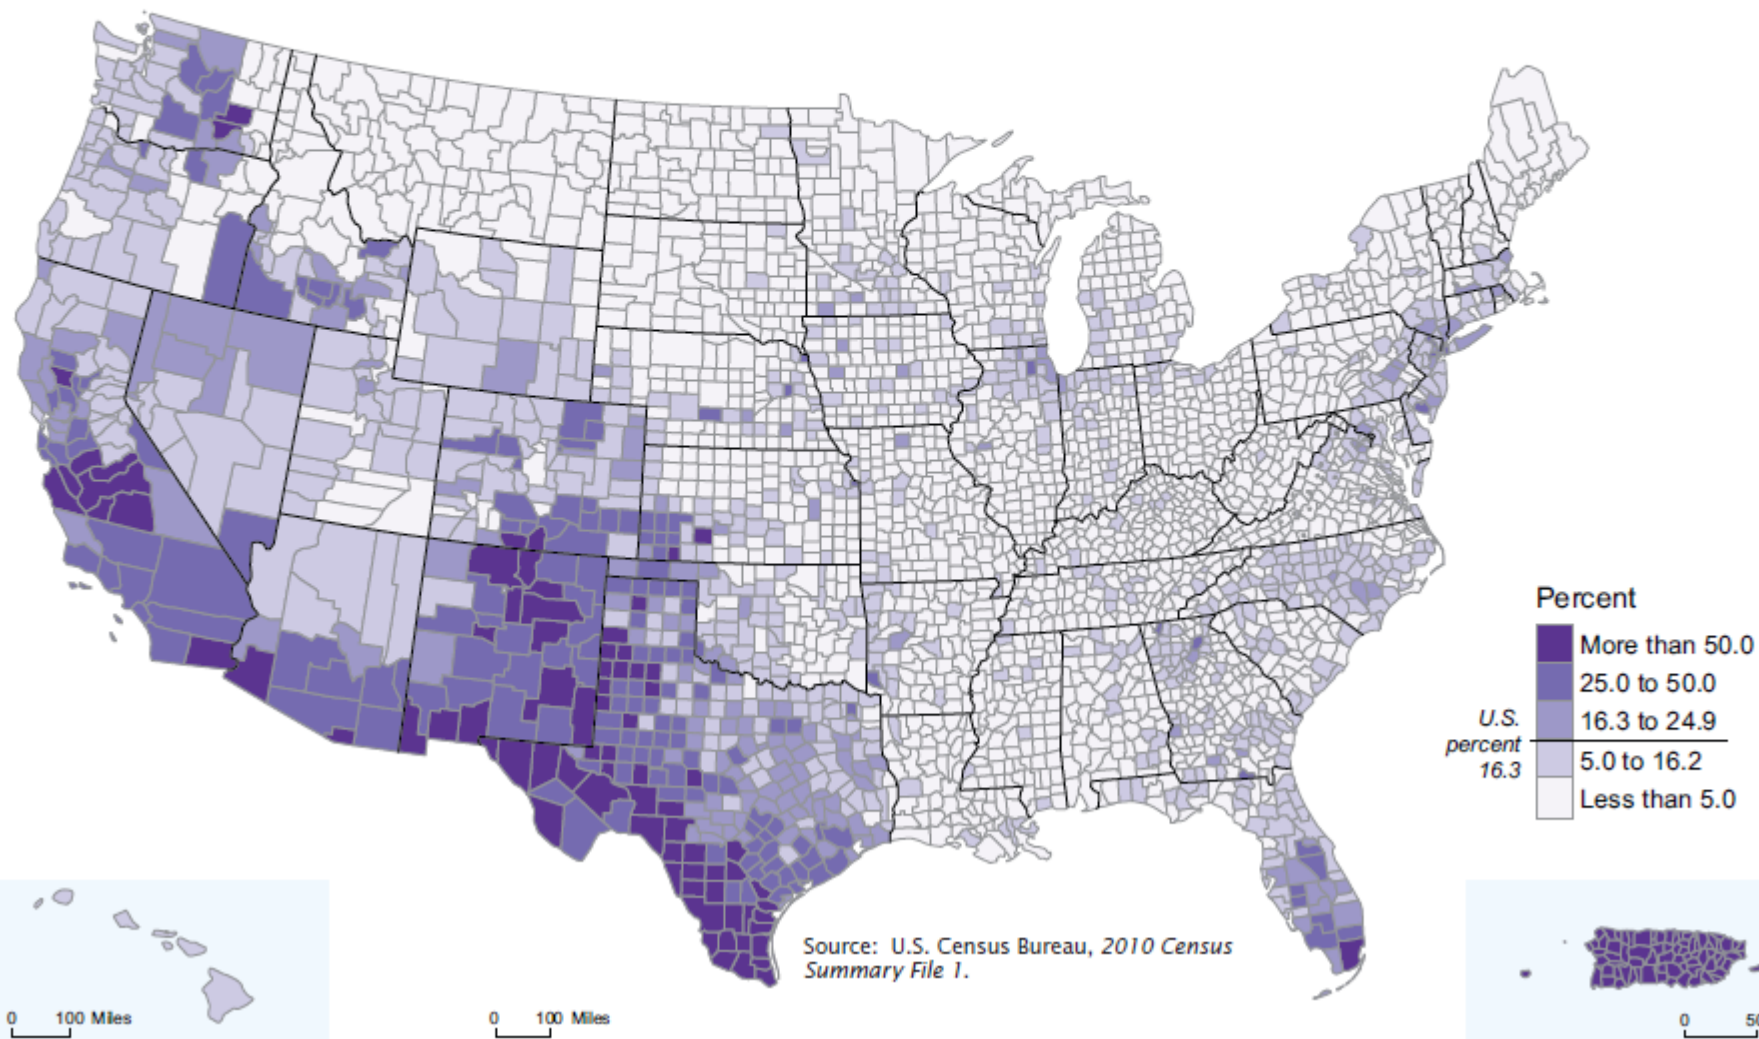 Percent
More than 50.0
25.0 to 50.0
16.3 to 24.9
U.S.
percent
16.3
5.0 to 16.2
Less than 5.0
Source: U.S. Census Bureau, 2010 Census
Summary File 1.
0 100 Miles
0 100 Miles
0